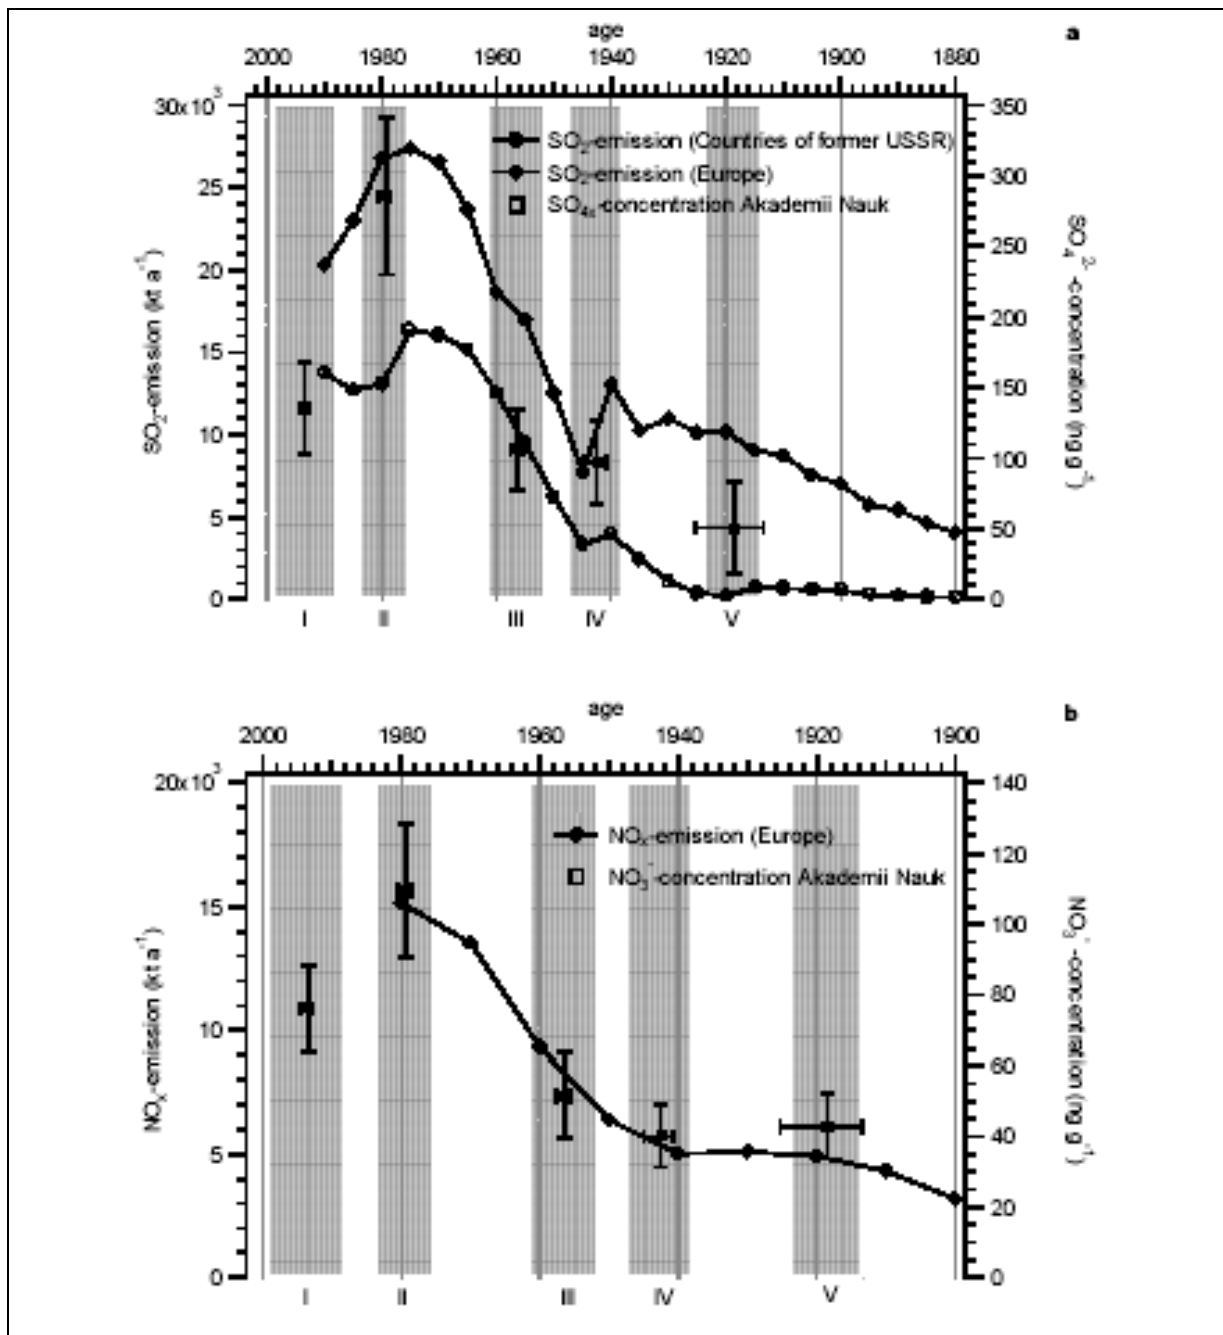 age
a
2000 1980 1960 1940 1920 1900 1880
30x10³ 350
SO₂-emission (Countries of former USSR)
SO₂-emission (Europe)
SO₄ₓ-concentration Akademii Nauk
300
25
250
20
200
15
150
10
100
5
50
0 0
SO₂-emission (kt a⁻¹)
SO₄²⁻-concentration (ng g⁻¹)
I II III IV V
age
b
2000 1980 1960 1940 1920 1900
20x10³ 140
NOₓ-emission (Europe)
NO₃⁻-concentration Akademii Nauk
120
15
100
80
10
60
40
5
20
0 0
NOₓ-emission (kt a⁻¹)
NO₃⁻-concentration (ng g⁻¹)
I II III IV V